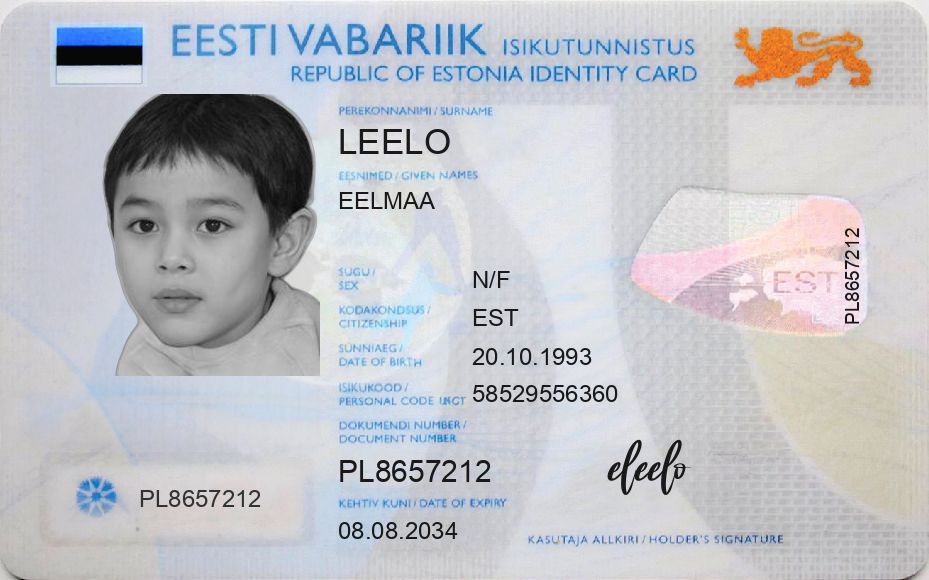 EESTI VABARIIK ISIKUTUNNISTUS
REPUBLIC OF ESTONIA IDENTITY CARD
PEREKONNANIMI / SURNAME
LEELO
EESNIMED / GIVEN NAMES
EELMAA
SUGU /
SEX
N/F
KODAKONDSUS /
CITIZENSHIP
EST
SÜNNIAEG /
DATE OF BIRTH
20.10.1993
ISIKUKOOD /
PERSONAL CODE
58529556360
DOKUMENDI NUMBER /
DOCUMENT NUMBER
PL8657212
KEHTIV KUNI / DATE OF EXPIRY
08.08.2034
PL8657212
EST
PL8657212
eleelo
KASUTAJA ALLKIRI / HOLDER'S SIGNATURE